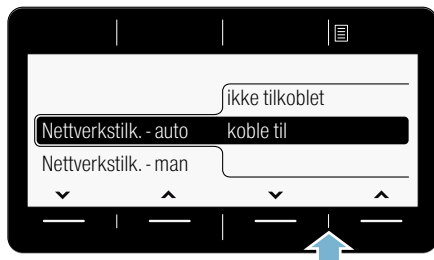 ikke tilkoblet
Nettverkstilk. - auto koble til
Nettverkstilk. - man